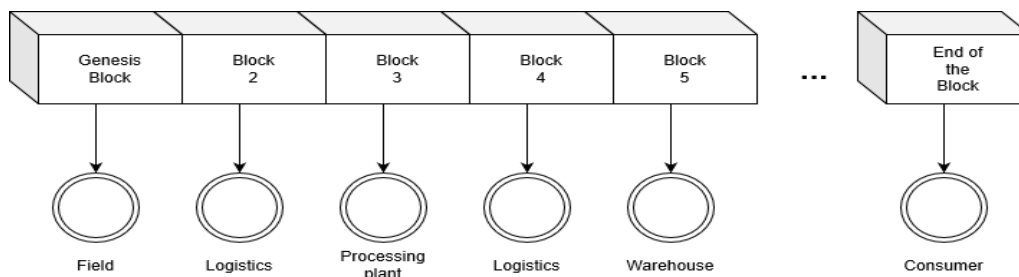 Genesis
Block
Block
2
Block
3
Block
4
Block
5
...
End of
the
Block
Field
Logistics
Processing
plant
Logistics
Warehouse
Consumer